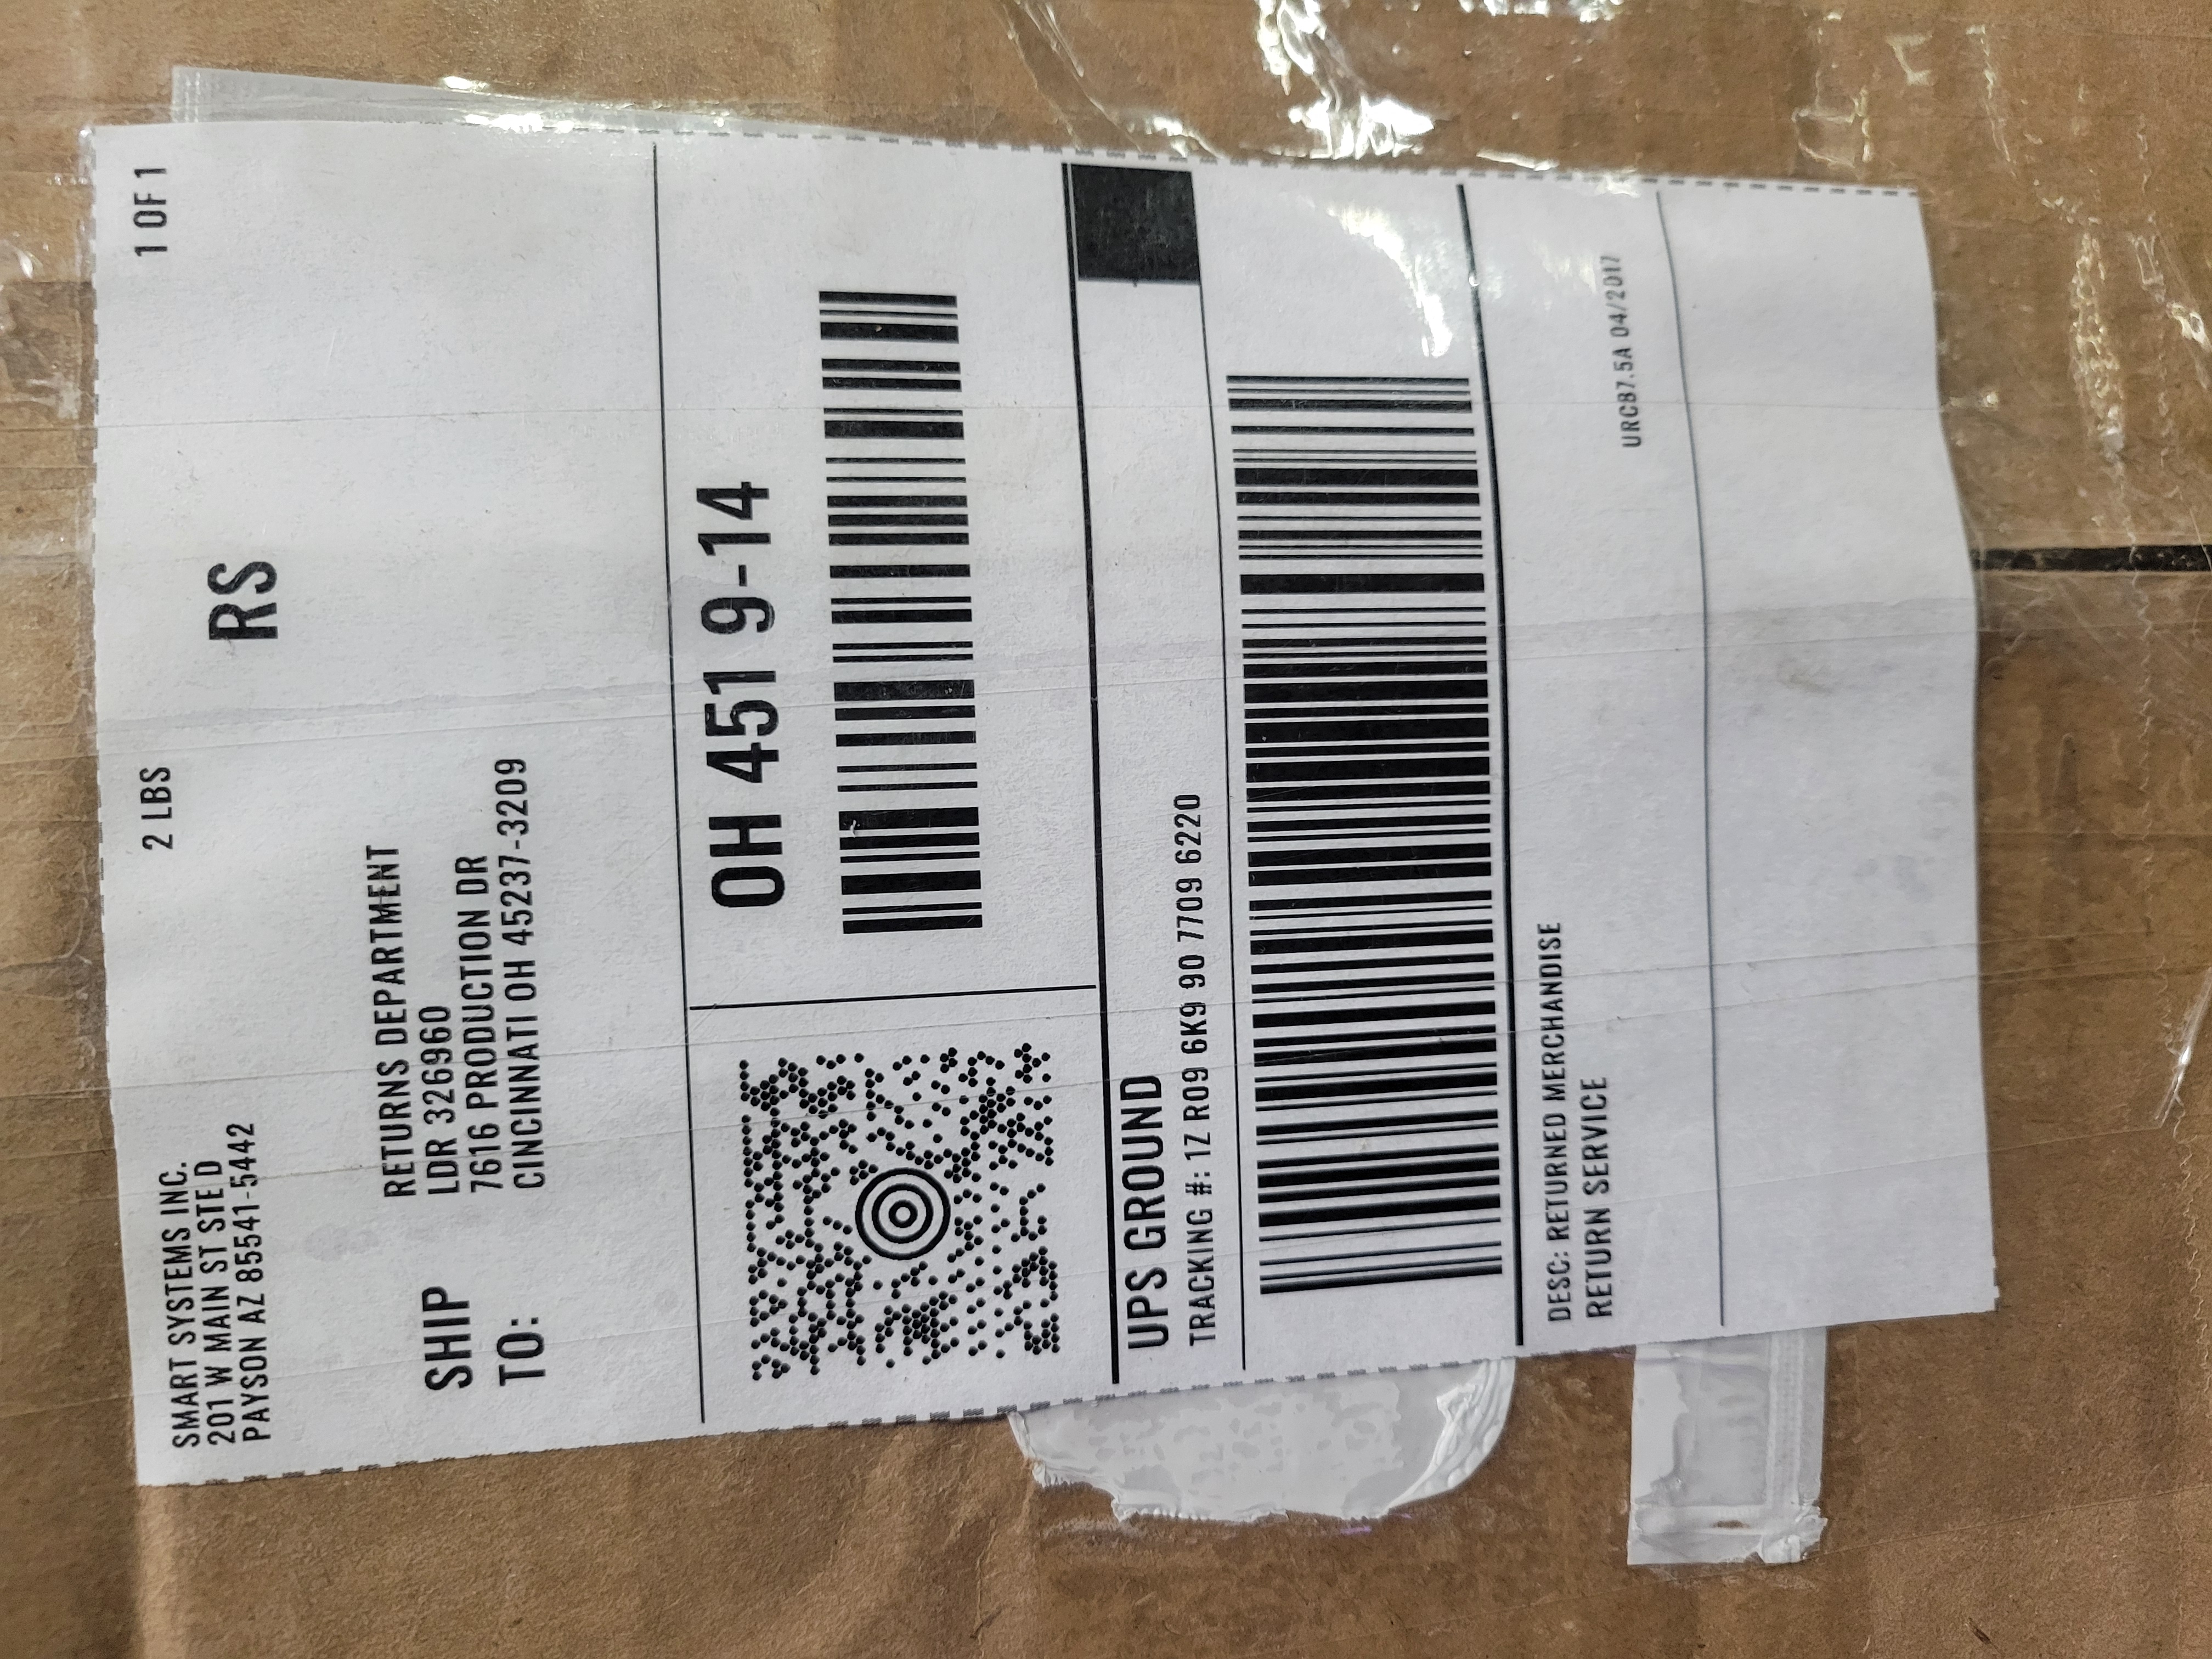 SMART SYSTEMS INC.
201 W MAIN ST STE D
PAYSON AZ 85541-5442
2 LBS
1 OF 1
RS
SHIP
TO:
RETURNS DEPARTMENT
LDR 326960
7616 PRODUCTION DR
CINCINNATI OH 45237-3209
OH 451 9-14
UPS GROUND
TRACKING #: 1Z R09 6K9 90 7709 6220
DESC: RETURNED MERCHANDISE
RETURN SERVICE
URC87.5A 04/2017